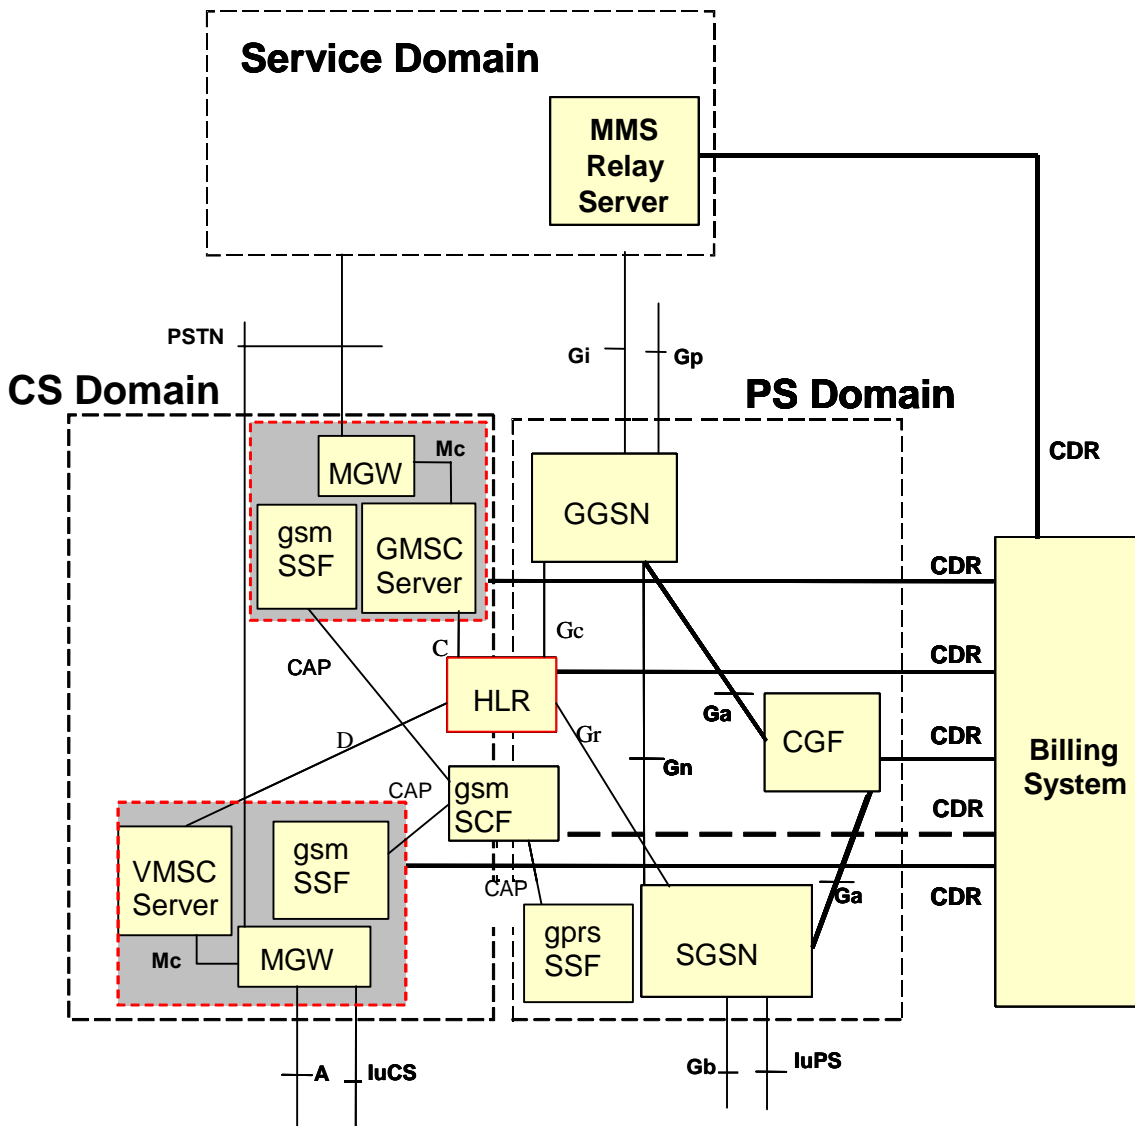 Service Domain
MMS
Relay
Server
PSTN
Gi
Gp
CS Domain
PS Domain
CDR
MGW
Mc
gsm
SSF
GMSC
Server
GGSN
CDR
C
Gc
CAP
CDR
HLR
Ga
D
Gr
CGF
CDR
Gn
Billing
System
CAP
gsm
SCF
CDR
VMSC
Server
gsm
SSF
CAP
Ga
CDR
gprs
SSF
SGSN
Mc
MGW
A
IuCS
Gb
IuPS